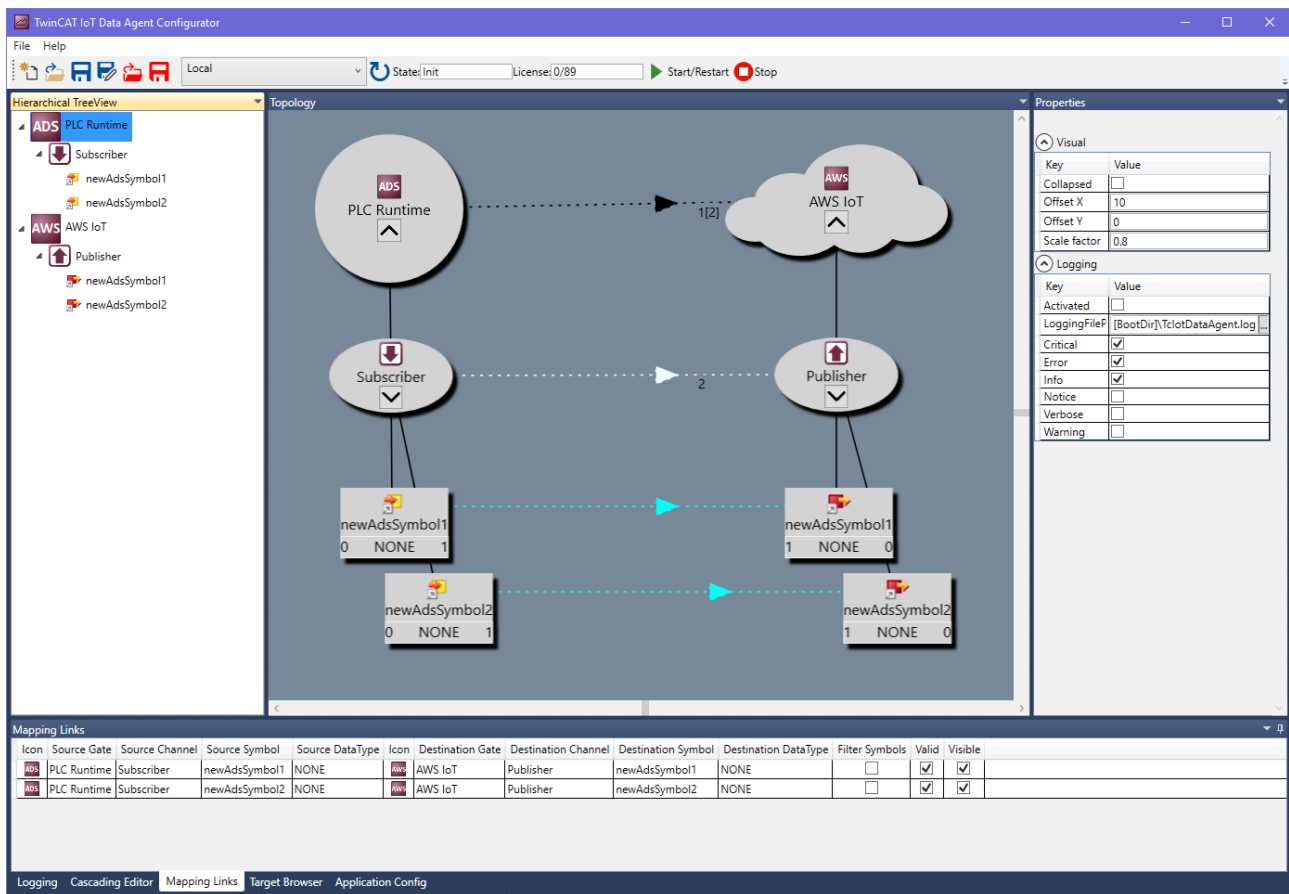 TwinCAT IoT Data Agent Configurator
File Help
Local State: Init License: 0/89 Start/Restart Stop
Hierarchical TreeView
ADS PLC Runtime
Subscriber
newAdsSymbol1
newAdsSymbol2
AWS AWS IoT
Publisher
newAdsSymbol1
newAdsSymbol2
Topology
ADS
PLC Runtime
1[2]
AWS
AWS IoT
Subscriber
2
Publisher
newAdsSymbol1
0 NONE 1
newAdsSymbol1
1 NONE 0
newAdsSymbol2
0 NONE 1
newAdsSymbol2
1 NONE 0
Properties
Visual
Key Value
Collapsed
Offset X 10
Offset Y 0
Scale factor 0.8
Logging
Key Value
Activated
LoggingFileP [BootDir]\TcIotDataAgent.log ...
Critical
Error
Info
Notice
Verbose
Warning
Mapping Links
Icon Source Gate Source Channel Source Symbol Source DataType Icon Destination Gate Destination Channel Destination Symbol Destination DataType Filter Symbols Valid Visible
ADS PLC Runtime Subscriber newAdsSymbol1 NONE AWS AWS IoT Publisher newAdsSymbol1 NONE
ADS PLC Runtime Subscriber newAdsSymbol2 NONE AWS AWS IoT Publisher newAdsSymbol2 NONE
Logging Cascading Editor Mapping Links Target Browser Application Config